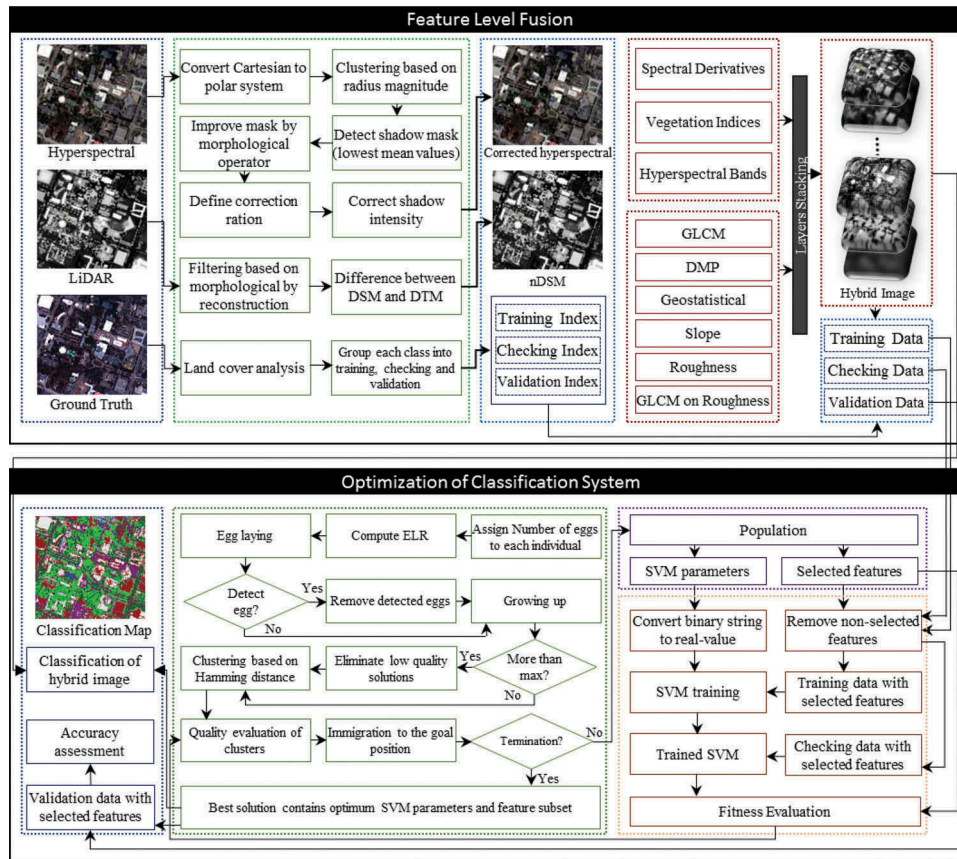 Feature Level Fusion
Hyperspectral
LiDAR
Ground Truth
Convert Cartesian to
polar system
Clustering based on
radius magnitude
Improve mask by
morphological
operator
Detect shadow mask
(lowest mean values)
Define correction
ration
Correct shadow
intensity
Filtering based on
morphological by
reconstruction
Difference between
DSM and DTM
Land cover analysis
Group each class into
training, checking and
validation
Corrected hyperspectral
nDSM
Training Index
Checking Index
Validation Index
Spectral Derivatives
Vegetation Indices
Hyperspectral Bands
GLCM
DMP
Geostatistical
Slope
Roughness
GLCM on Roughness
Layers Stacking
Hybrid Image
Training Data
Checking Data
Validation Data
Optimization of Classification System
Classification Map
Classification of
hybrid image
Accuracy
assessment
Validation data with
selected features
Egg laying
Compute ELR
Assign Number of eggs
to each individual
Detect
egg?
Yes
No
Remove detected eggs
Growing up
Clustering based on
Hamming distance
Eliminate low quality
solutions
Yes
More than
max?
No
Quality evaluation of
clusters
Immigration to the goal
position
Termination?
No
Yes
Best solution contains optimum SVM parameters and feature subset
Population
SVM parameters
Selected features
Convert binary string
to real-value
Remove non-selected
features
SVM training
Training data with
selected features
Trained SVM
Checking data with
selected features
Fitness Evaluation